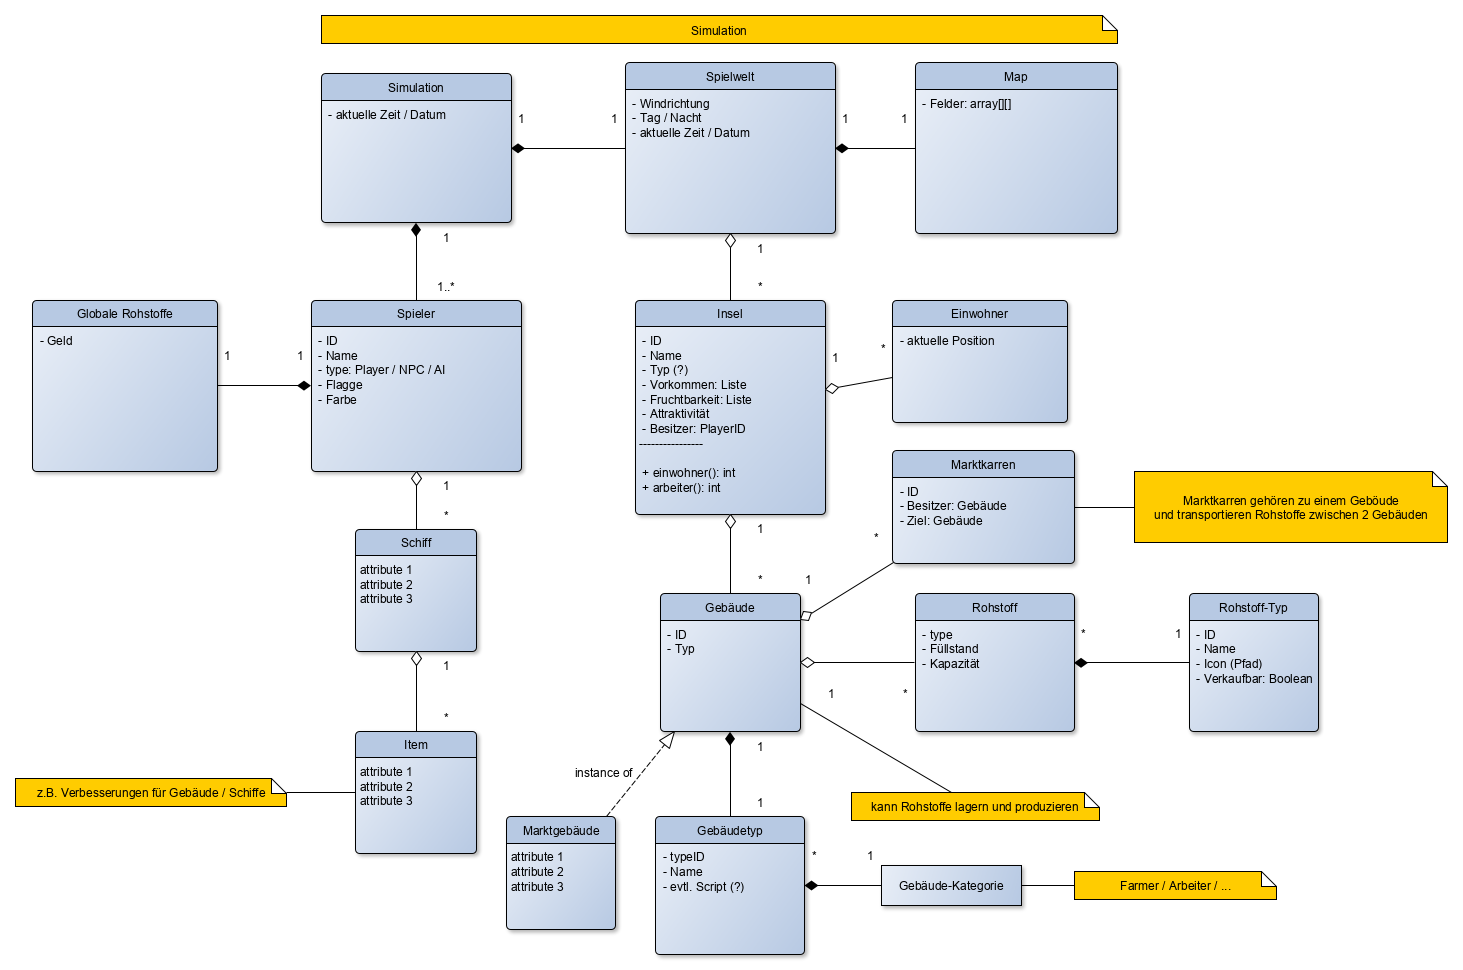 Simulation
Simulation
- aktuelle Zeit / Datum
1
1
Spielwelt
- Windrichtung
- Tag / Nacht
- aktuelle Zeit / Datum
1
1
Map
- Felder: array[][]
1
1..*
1
*
Globale Rohstoffe
- Geld
1
1
Spieler
- ID
- Name
- type: Player / NPC / AI
- Flagge
- Farbe
Insel
- ID
- Name
- Typ (?)
- Vorkommen: Liste
- Fruchtbarkeit: Liste
- Attraktivität
- Besitzer: PlayerID
----------------
+ einwohner(): int
+ arbeiter(): int
1
*
Einwohner
- aktuelle Position
Marktkarren
- ID
- Besitzer: Gebäude
- Ziel: Gebäude
Marktkarren gehören zu einem Geböude
und transportieren Rohstoffe zwischen 2 Gebäuden
1
*
1
*
1
*
Schiff
attribute 1
attribute 2
attribute 3
Gebäude
- ID
- Typ
1
*
Rohstoff
- type
- Füllstand
- Kapazität
*
1
Rohstoff-Typ
- ID
- Name
- Icon (Pfad)
- Verkaufbar: Boolean
1
*
Item
attribute 1
attribute 2
attribute 3
z.B. Verbesserungen für Gebäude / Schiffe
instance of
1
1
kann Rohstoffe lagern und produzieren
Marktgebäude
attribute 1
attribute 2
attribute 3
Gebäudetyp
- typeID
- Name
- evtl. Script (?)
*
1
Gebäude-Kategorie
Farmer / Arbeiter / ...